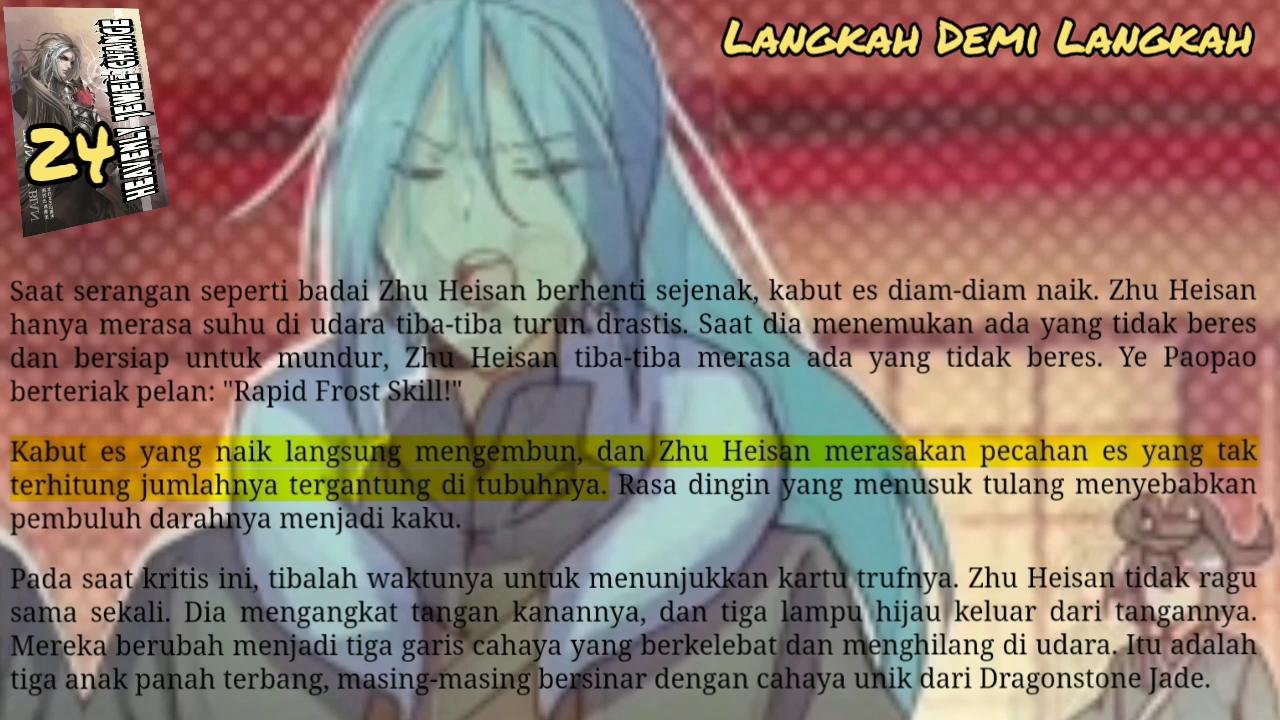 Langkah Demi Langkah
HEAVENLY JEWEL CHANGE
24
Saat serangan seperti badai Zhu Heisan berhenti sejenak, kabut es diam-diam naik. Zhu Heisan
hanya merasa suhu di udara tiba-tiba turun drastis. Saat dia menemukan ada yang tidak beres
dan bersiap untuk mundur, Zhu Heisan tiba-tiba merasa ada yang tidak beres. Ye Paopao
berteriak pelan: "Rapid Frost Skill!"
Kabut es yang naik langsung mengembun, dan Zhu Heisan merasakan pecahan es yang tak
terhitung jumlahnya tergantung di tubuhnya. Rasa dingin yang menusuk tulang menyebabkan
pembuluh darahnya menjadi kaku.
Pada saat kritis ini, tibalah waktunya untuk menunjukkan kartu trufnya. Zhu Heisan tidak ragu
sama sekali. Dia mengangkat tangan kanannya, dan tiga lampu hijau keluar dari tangannya.
Mereka berubah menjadi tiga garis cahaya yang berkelebat dan menghilang di udara. Itu adalah
tiga anak panah terbang, masing-masing bersinar dengan cahaya unik dari Dragonstone Jade.